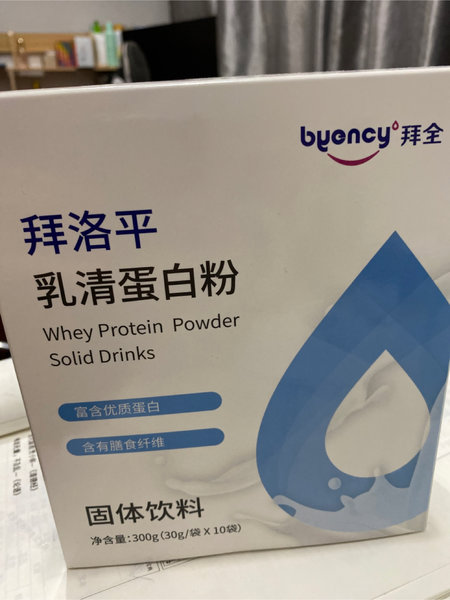 byency 拜全
拜洛平
乳清蛋白粉
Whey Protein Powder
Solid Drinks
富含优质蛋白
含有膳食纤维
固体饮料
净含量:300g(30g/袋 X 10袋)